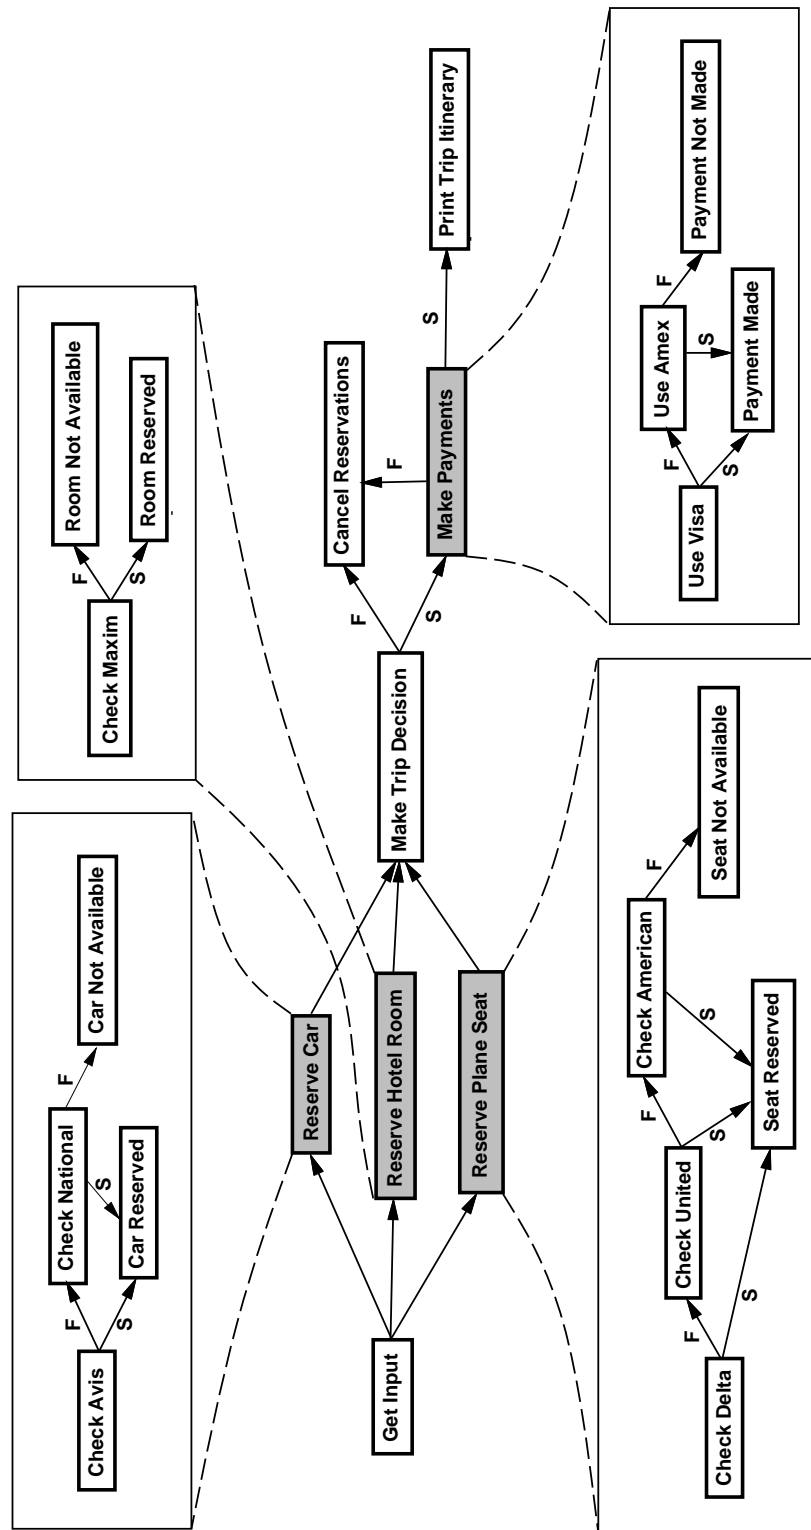 Check Avis
F
S
Check National
Car Reserved
S
F
Car Not Available
Check Maxim
F
S
Room Not Available
Room Reserved
Get Input
Reserve Car
Reserve Hotel Room
Reserve Plane Seat
Make Trip Decision
F
S
Cancel Reservations
F
Make Payments
S
Print Trip Itinerary
Check Delta
F
S
Check United
F
S
Check American
S
F
Seat Reserved
Seat Not Available
Use Visa
F
S
Use Amex
S
F
Payment Made
Payment Not Made